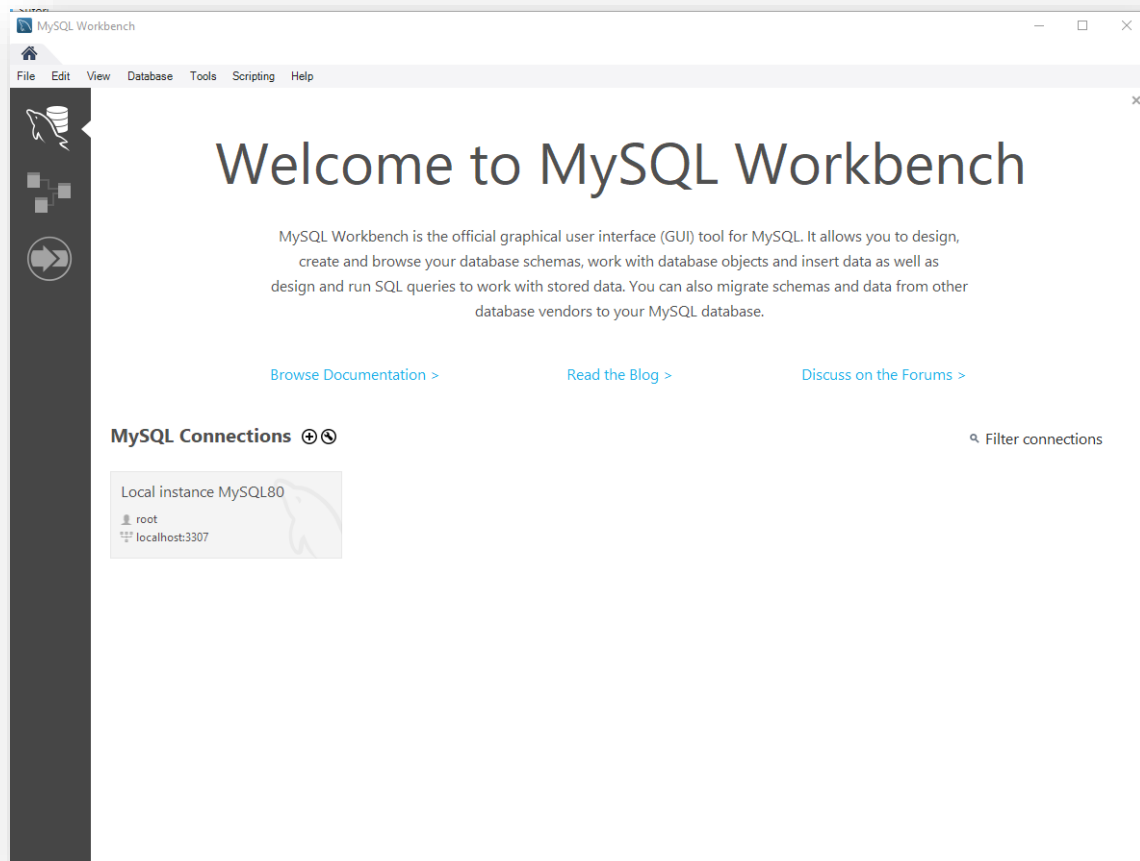 MySQL Workbench
File Edit View Database Tools Scripting Help
Welcome to MySQL Workbench
MySQL Workbench is the official graphical user interface (GUI) tool for MySQL. It allows you to design,
create and browse your database schemas, work with database objects and insert data as well as
design and run SQL queries to work with stored data. You can also migrate schemas and data from other
database vendors to your MySQL database.
Browse Documentation > Read the Blog > Discuss on the Forums >
MySQL Connections Filter connections
Local instance MySQL80
root
localhost:3307